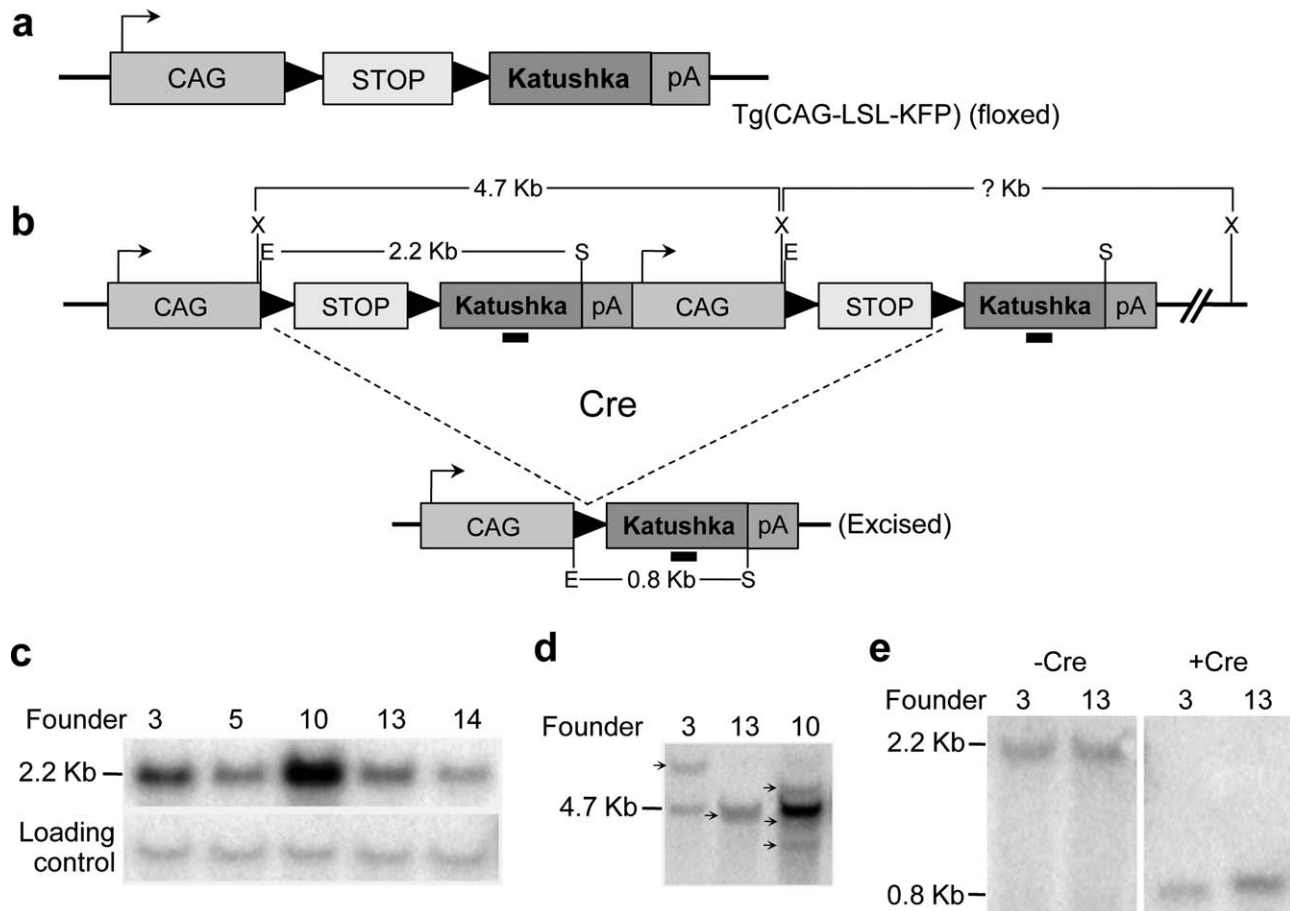 a
CAG STOP Katushka pA
Tg(CAG-LSL-KFP) (floxed)
b
4.7 Kb ? Kb
X X X
E 2.2 Kb S E S
CAG STOP Katushka pA CAG STOP Katushka pA
Cre
CAG Katushka pA (Excised)
E 0.8 Kb S
c
Founder 3 5 10 13 14
2.2 Kb
Loading
control
d
Founder 3 13 10
4.7 Kb
e
-Cre +Cre
Founder 3 13 3 13
2.2 Kb
0.8 Kb